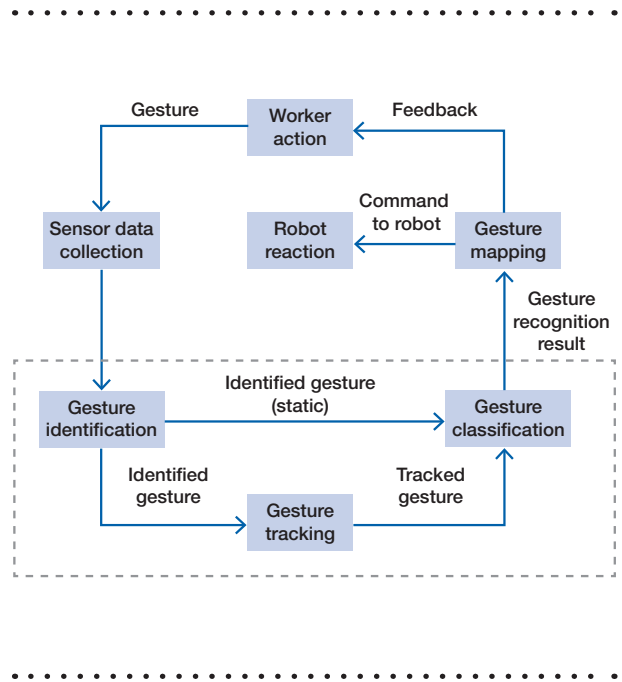 Gesture
Worker
action
Feedback
Sensor data
collection
Robot
reaction
Command
to robot
Gesture
mapping
Gesture
recognition
result
Gesture
identification
Identified gesture
(static)
Gesture
classification
Identified
gesture
Gesture
tracking
Tracked
gesture